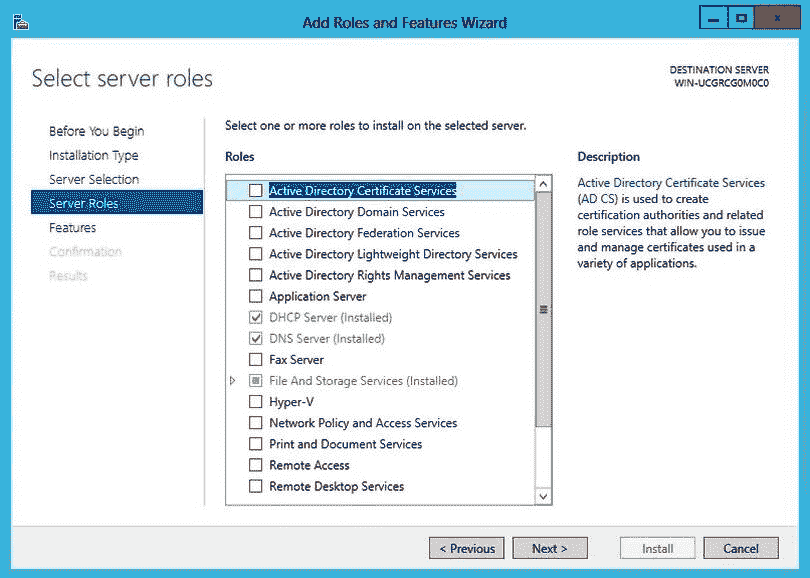 Add Roles and Features Wizard
Select server roles
DESTINATION SERVER
WIN-UCGRCG0M0C0
Before You Begin
Installation Type
Server Selection
Server Roles
Features
Confirmation
Results
Select one or more roles to install on the selected server.
Roles
Active Directory Certificate Services
Active Directory Domain Services
Active Directory Federation Services
Active Directory Lightweight Directory Services
Active Directory Rights Management Services
Application Server
DHCP Server (Installed)
DNS Server (Installed)
Fax Server
File And Storage Services (Installed)
Hyper-V
Network Policy and Access Services
Print and Document Services
Remote Access
Remote Desktop Services
Description
Active Directory Certificate Services
(AD CS) is used to create
certification authorities and related
role services that allow you to issue
and manage certificates used in a
variety of applications.
< Previous
Next >
Install
Cancel